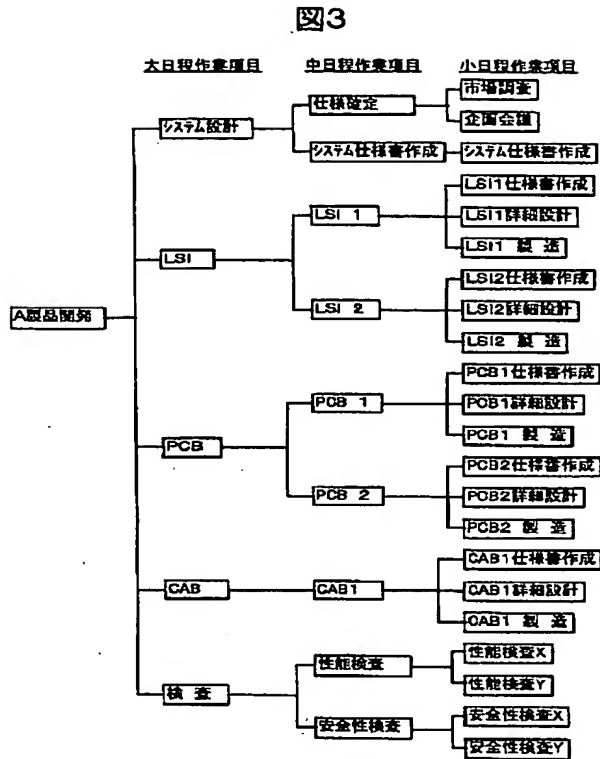 図3
大日程作業項目 中日程作業項目 小日程作業項目
市場調査
仕様確定
企画会議
システム設計
システム仕様書作成 システム仕様書作成
LSI1仕様書作成
LSI 1 LSI1詳細設計
LSI1 製 造
LSI
LSI2仕様書作成
LSI 2 LSI2詳細設計
A製品開発
LSI2 製 造
PCB1仕様書作成
PCB 1 PCB1詳細設計
PCB1 製 造
PCB
PCB2仕様書作成
PCB 2 PCB2詳細設計
PCB2 製 造
CAB1仕様書作成
CAB CAB1 CAB1詳細設計
CAB1 製 造
性能検査X
性能検査
性能検査Y
検 査
安全性検査X
安全性検査
安全性検査Y